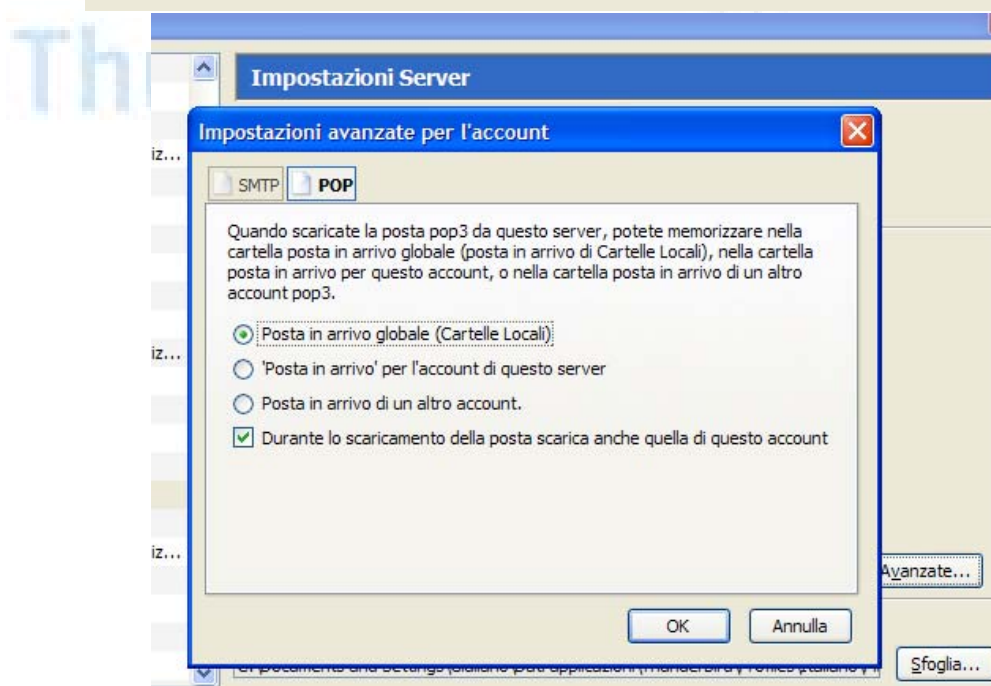 Th
Impostazioni Server
Impostazioni avanzate per l'account
iz...
SMTP POP
Quando scaricate la posta pop3 da questo server, potete memorizzare nella
cartella posta in arrivo globale (posta in arrivo di Cartelle Locali), nella cartella
posta in arrivo per questo account, o nella cartella posta in arrivo di un altro
account pop3.
Posta in arrivo globale (Cartelle Locali)
iz...
'Posta in arrivo' per l'account di questo server
Posta in arrivo di un altro account.
Durante lo scaricamento della posta scarica anche quella di questo account
iz...
Avanzate...
OK Annulla
Sfoglia...